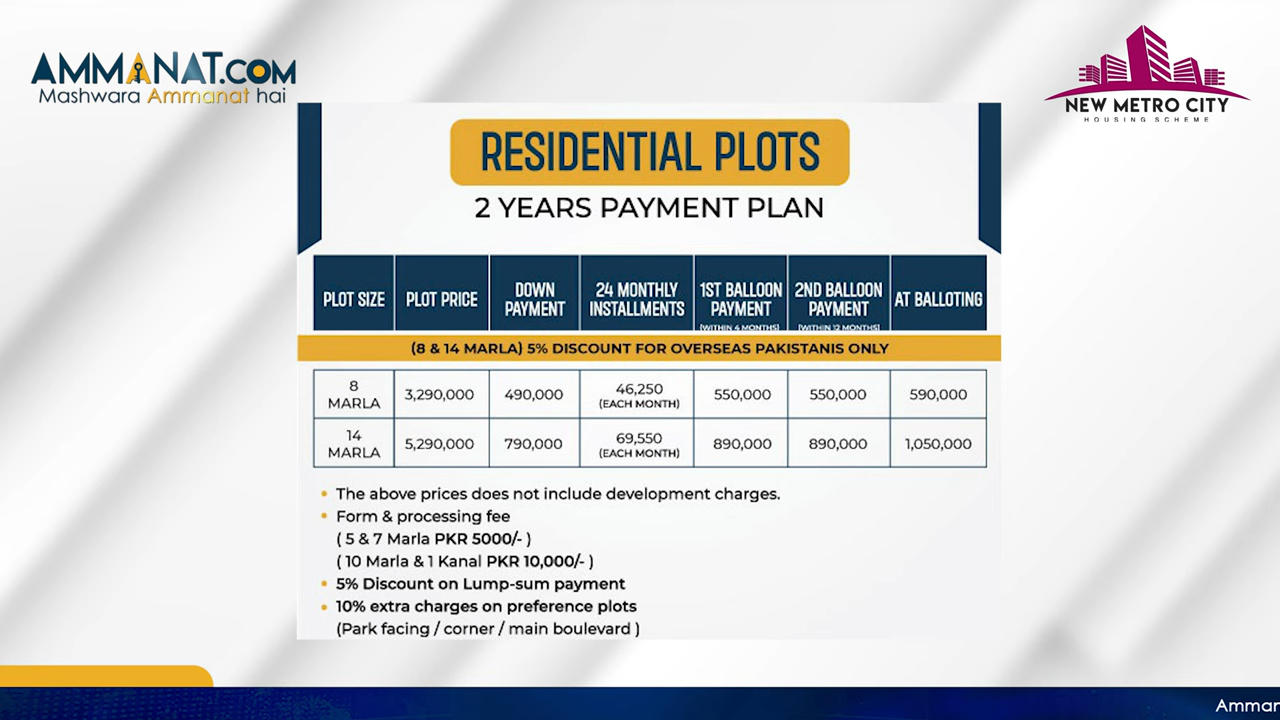 AMMANAT.COM
Mashwara Ammanat hai
NEW METRO CITY
HOUSING SCHEME
RESIDENTIAL PLOTS
2 YEARS PAYMENT PLAN
PLOT SIZE
PLOT PRICE
DOWN
PAYMENT
24 MONTHLY
INSTALLMENTS
1ST BALLOON
PAYMENT
(WITHIN 4 MONTHS)
2ND BALLOON
PAYMENT
(WITHIN 12 MONTHS)
AT BALLOTING
(8 & 14 MARLA) 5% DISCOUNT FOR OVERSEAS PAKISTANIS ONLY
8
MARLA
3,290,000
490,000
46,250
(EACH MONTH)
550,000
550,000
590,000
14
MARLA
5,290,000
790,000
69,550
(EACH MONTH)
890,000
890,000
1,050,000
• The above prices does not include development charges.
• Form & processing fee
( 5 & 7 Marla PKR 5000/- )
( 10 Marla & 1 Kanal PKR 10,000/- )
• 5% Discount on Lump-sum payment
• 10% extra charges on preference plots
(Park facing / corner / main boulevard )